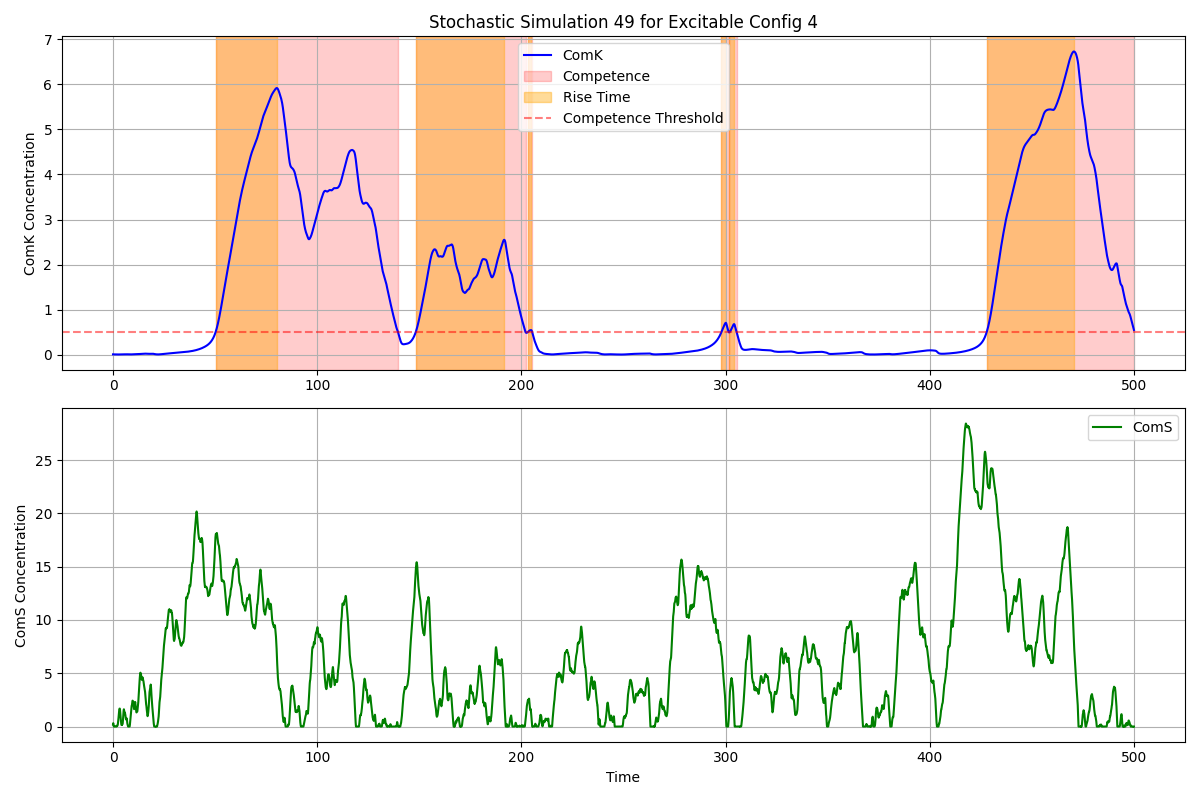 Stochastic Simulation 49 for Excitable Config 4
7
6
5
4
3
2
1
0
ComK Concentration
ComK
Competence
Rise Time
Competence Threshold
0
100
200
300
400
500
25
20
15
10
5
0
ComS Concentration
ComS
0
100
200
300
400
500
Time